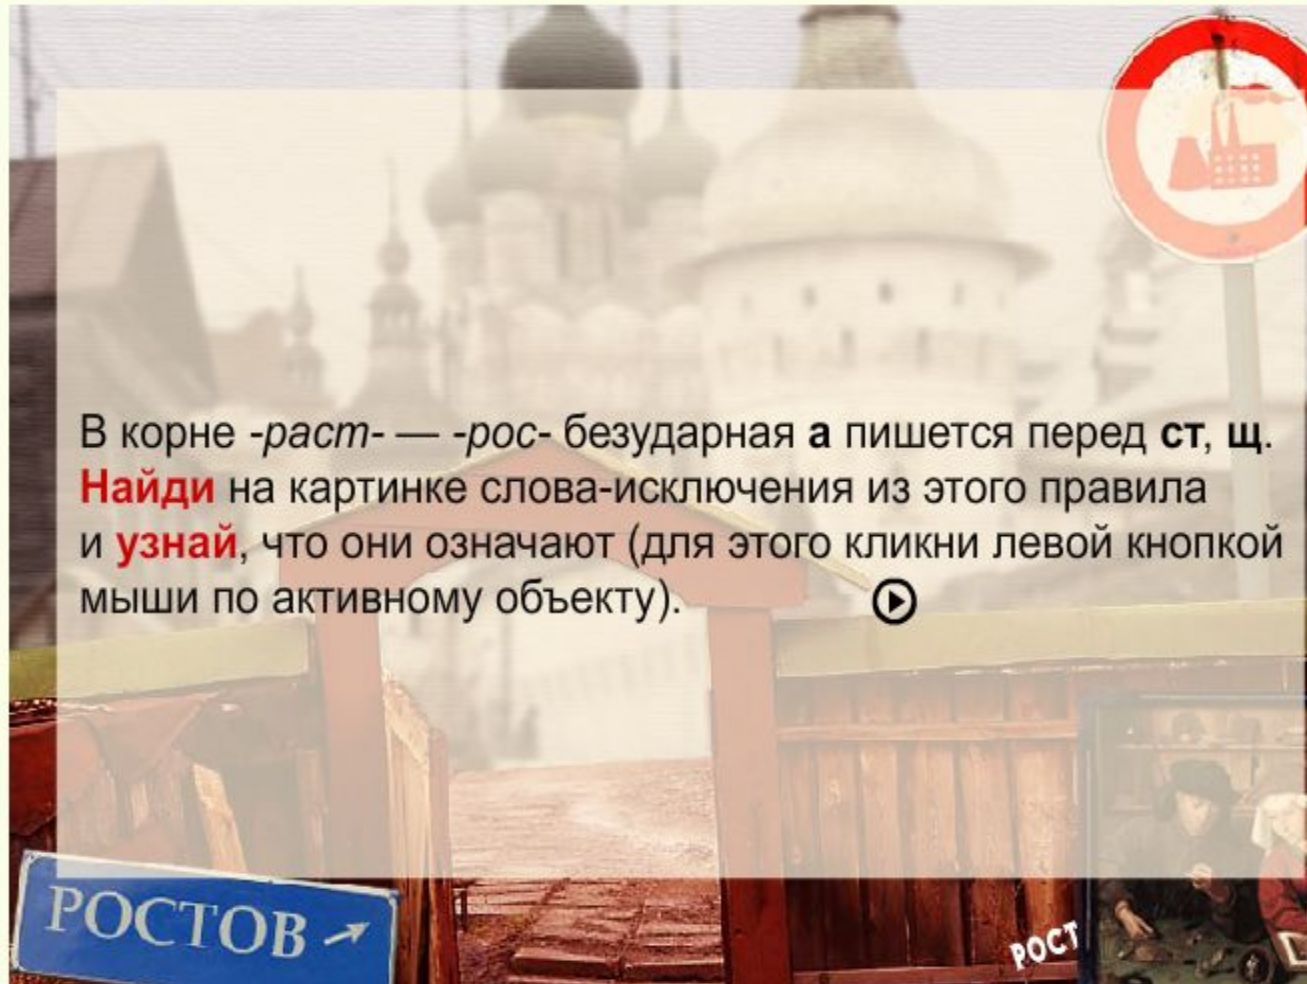 В корне -раст- — -рос- безударная а пишется перед ст, щ.
Найди на картинке слова-исключения из этого правила
и узнай, что они означают (для этого кликни левой кнопкой
мыши по активному объекту).
РОСТОВ
РОСТ